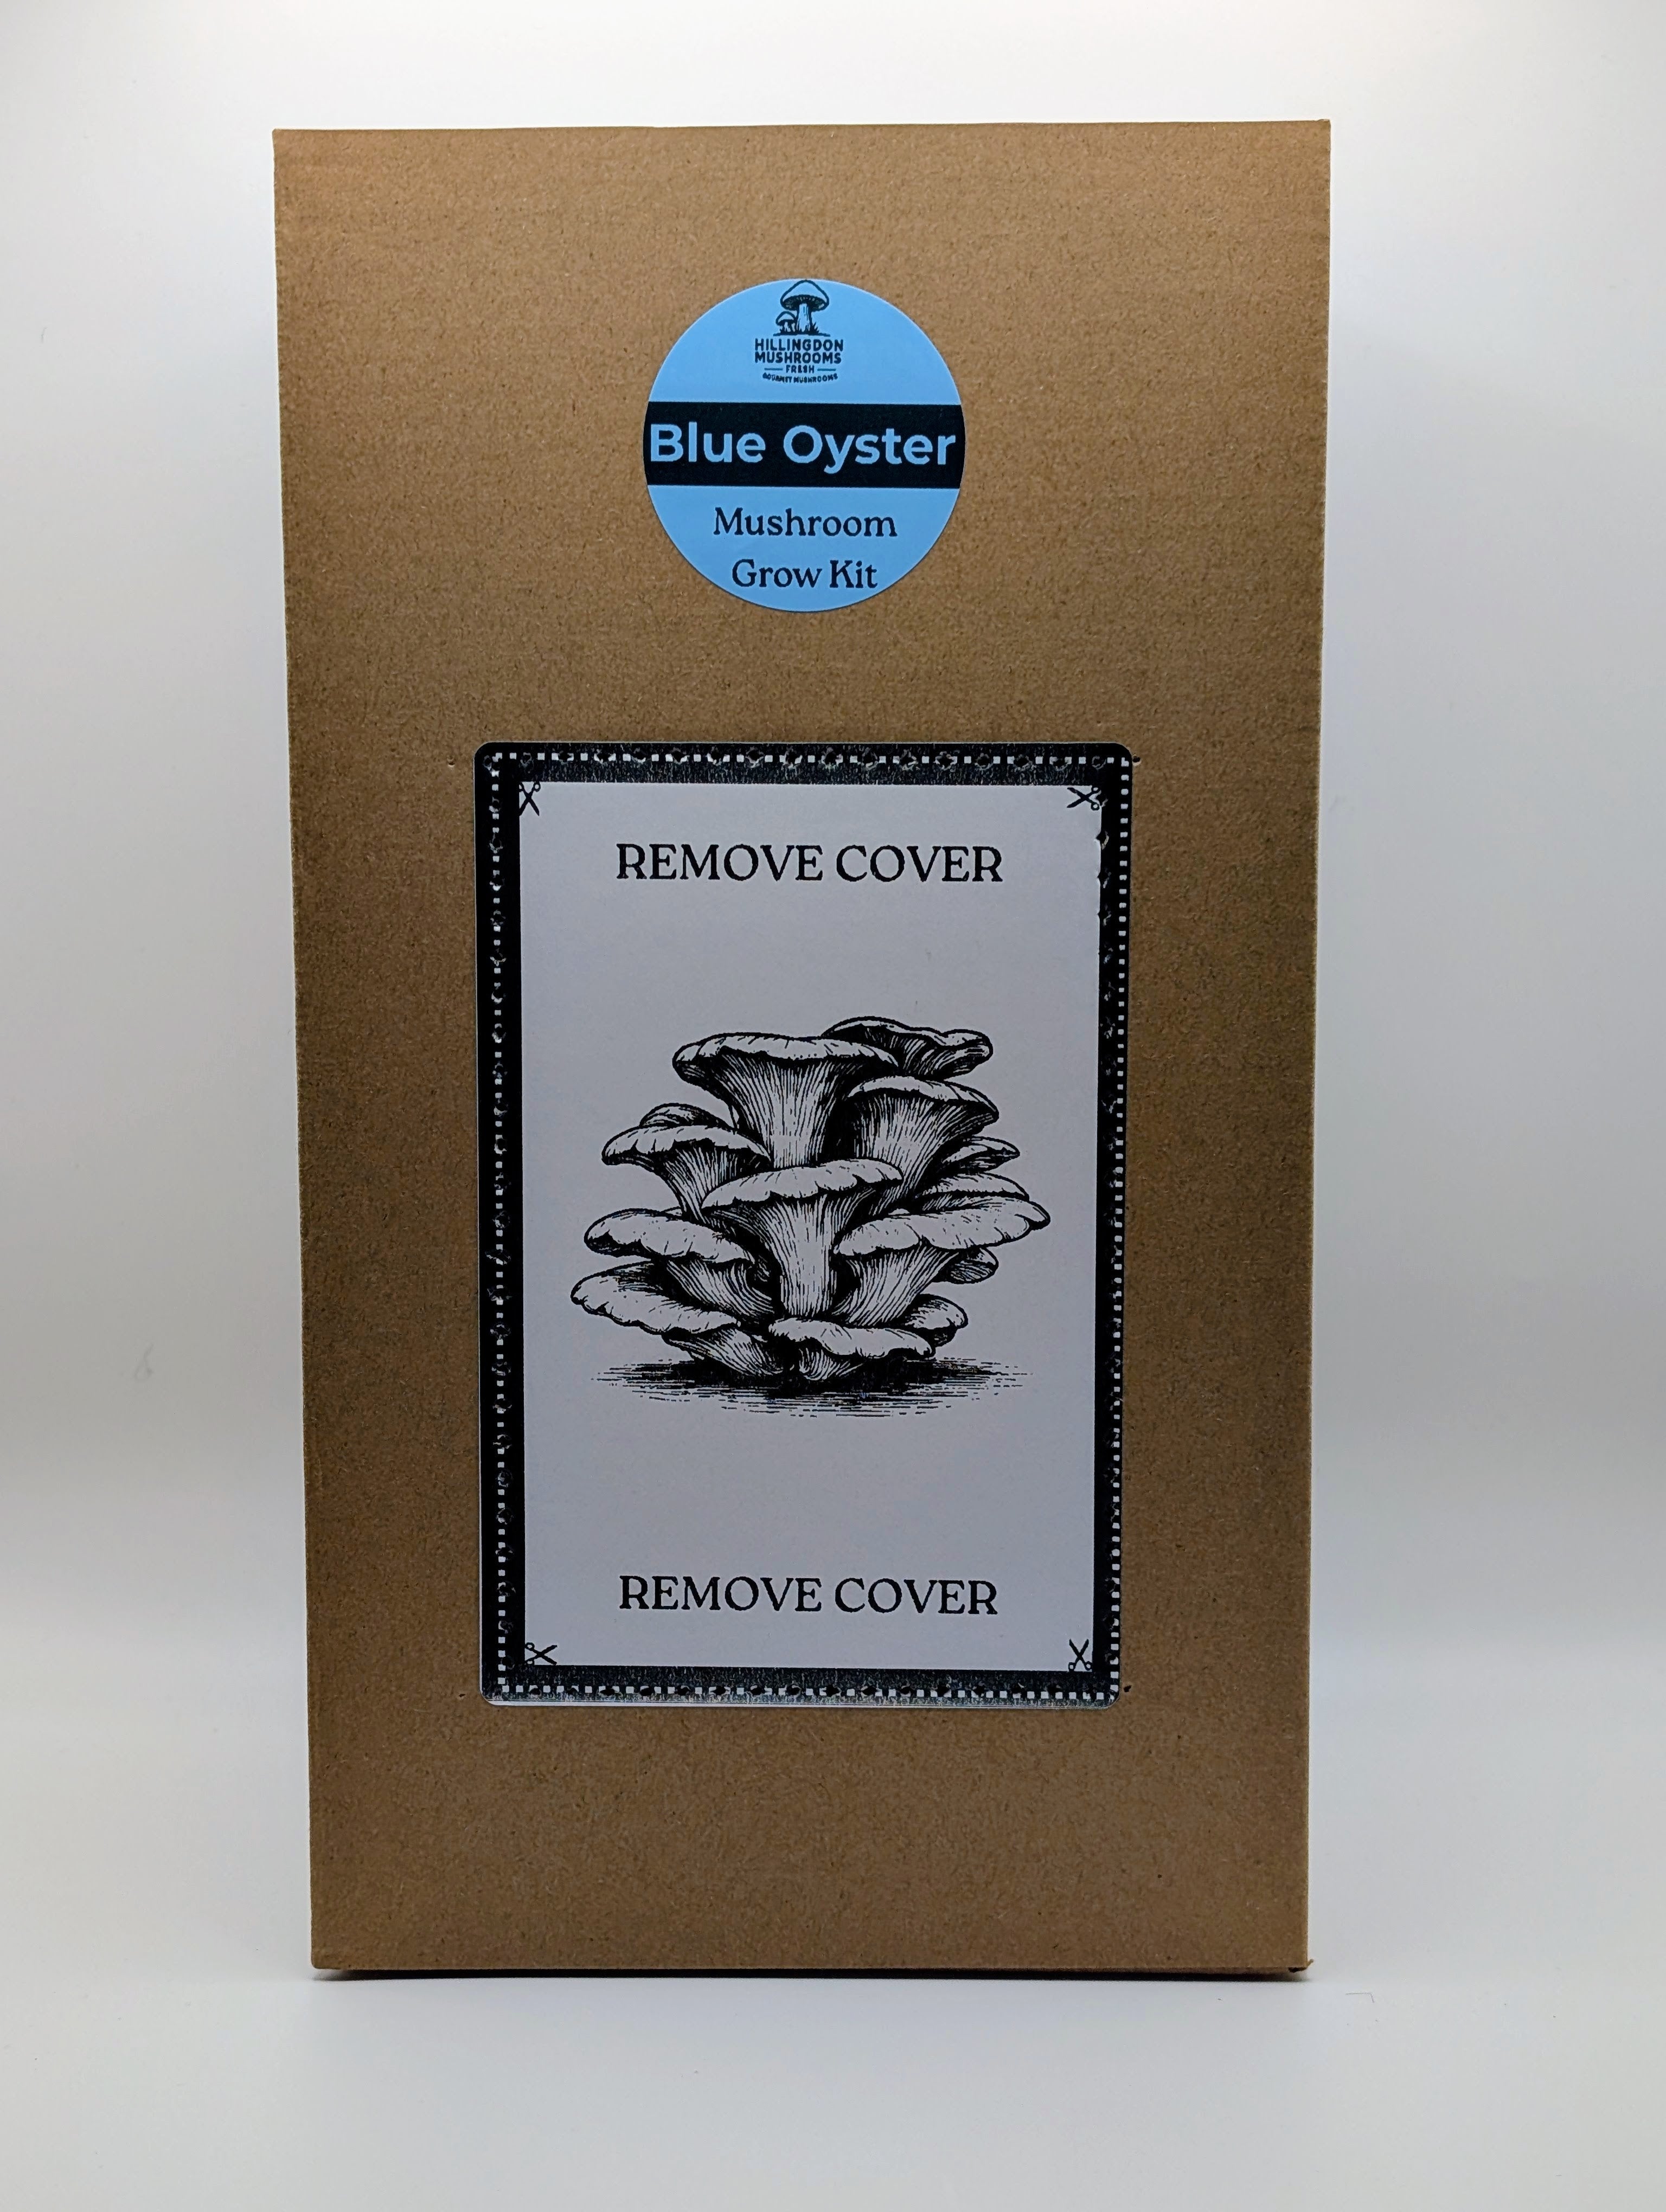 HILLINGDON
MUSHROOMS
FRESH
GOURMET MUSHROOMS
Blue Oyster
Mushroom
Grow Kit
REMOVE COVER
REMOVE COVER